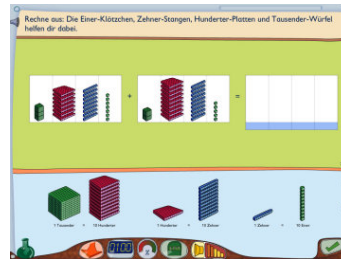 Rechne aus: Die Einer-Klötzchen, Zehner-Stangen, Hunderter-Platten und Tausender-Würfel
helfen dir dabei.
+ =
1 Tausender = 10 Hunderter 1 Hunderter = 10 Zehner 1 Zehner = 10 Einer
0100